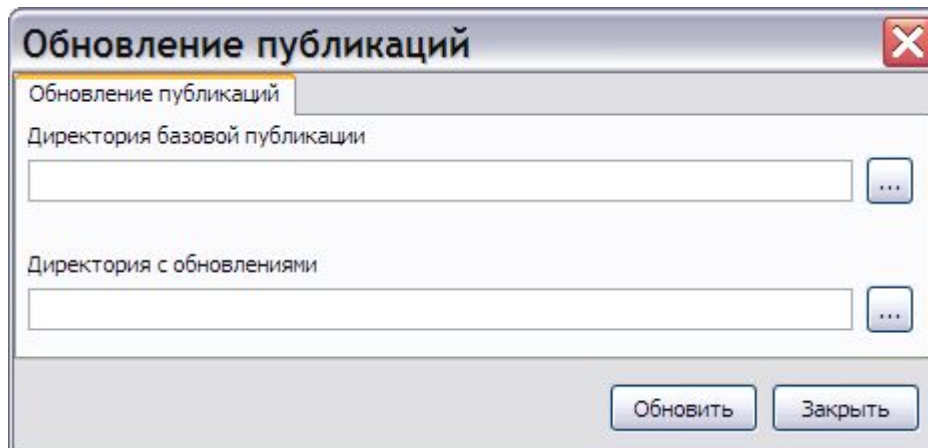 Обновление публикаций
Обновление публикаций
Директория базовой публикации
...
Директория с обновлениями
...
Обновить Закрыть